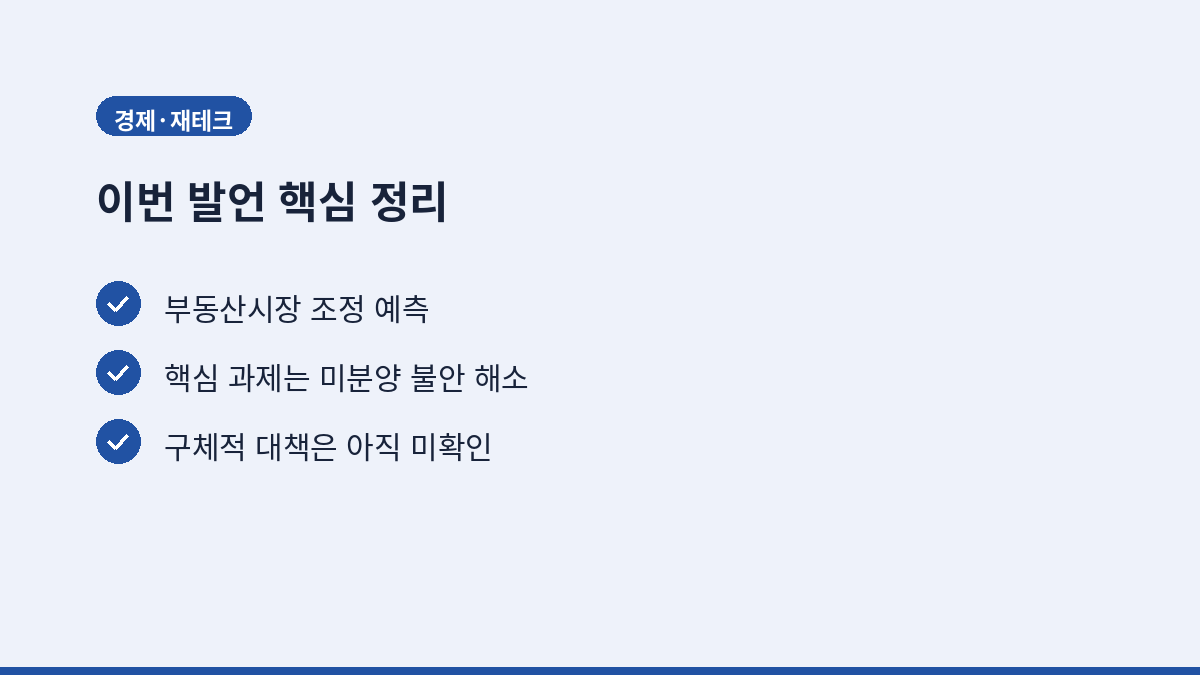 경제·재테크
이번 발언 핵심 정리
부동산시장 조정 예측
핵심 과제는 미분양 불안 해소
구체적 대책은 아직 미확인